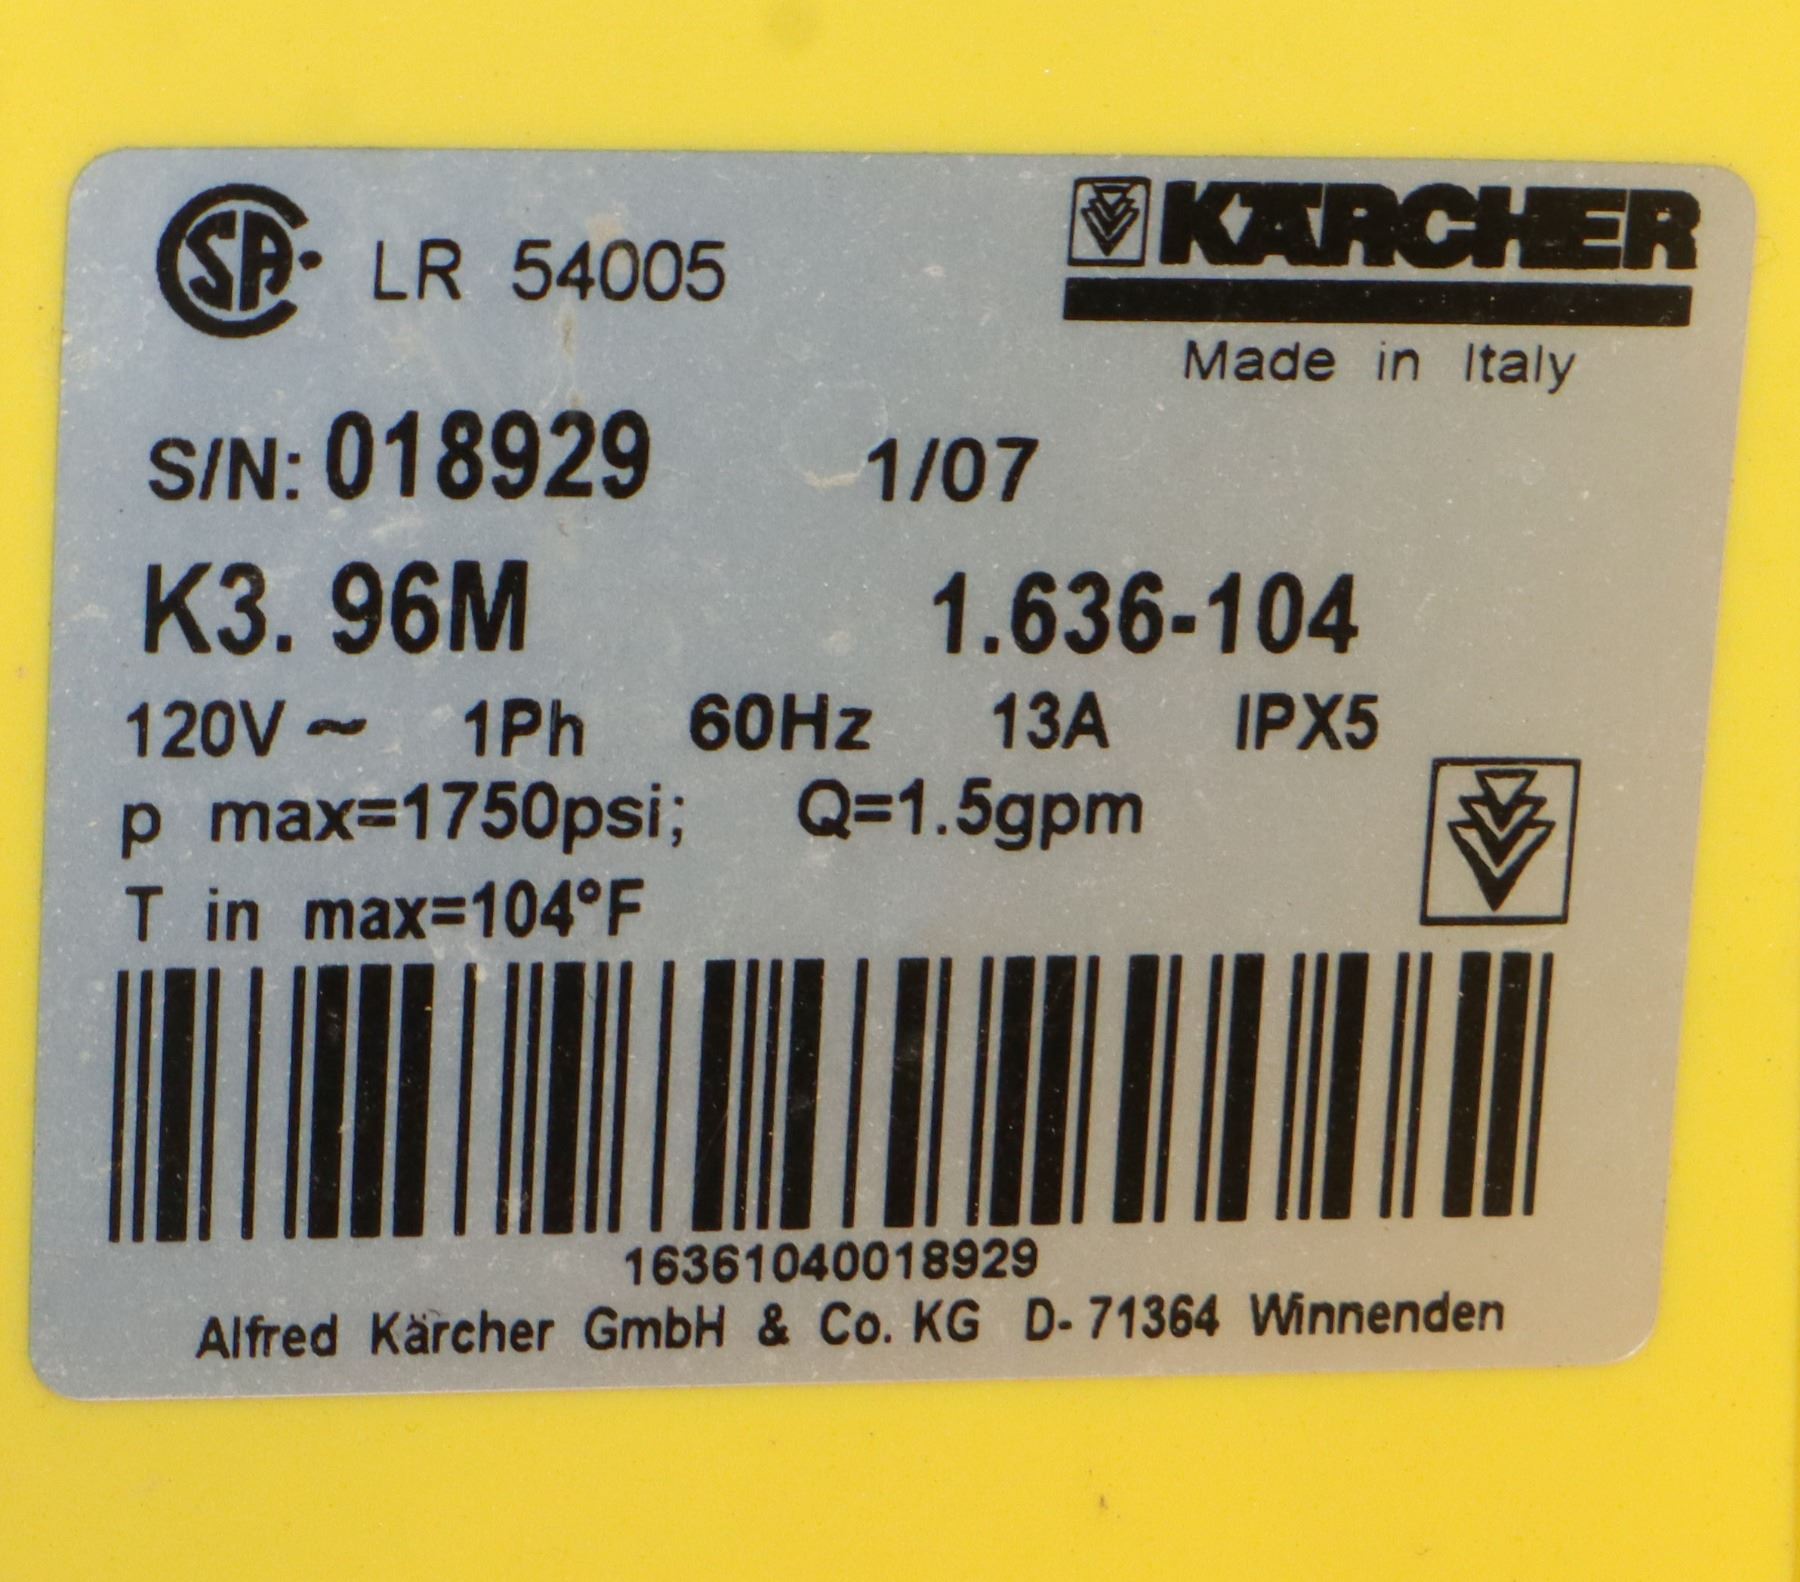 CSA LR 54005
KÄRCHER
Made in Italy
S/N: 018929 1/07
K3. 96M 1.636-104
120V ~ 1Ph 60Hz 13A IPX5
p max=1750psi; Q=1.5gpm
T in max=104°F
16361040018929
Alfred Kärcher GmbH & Co. KG D- 71364 Winnenden